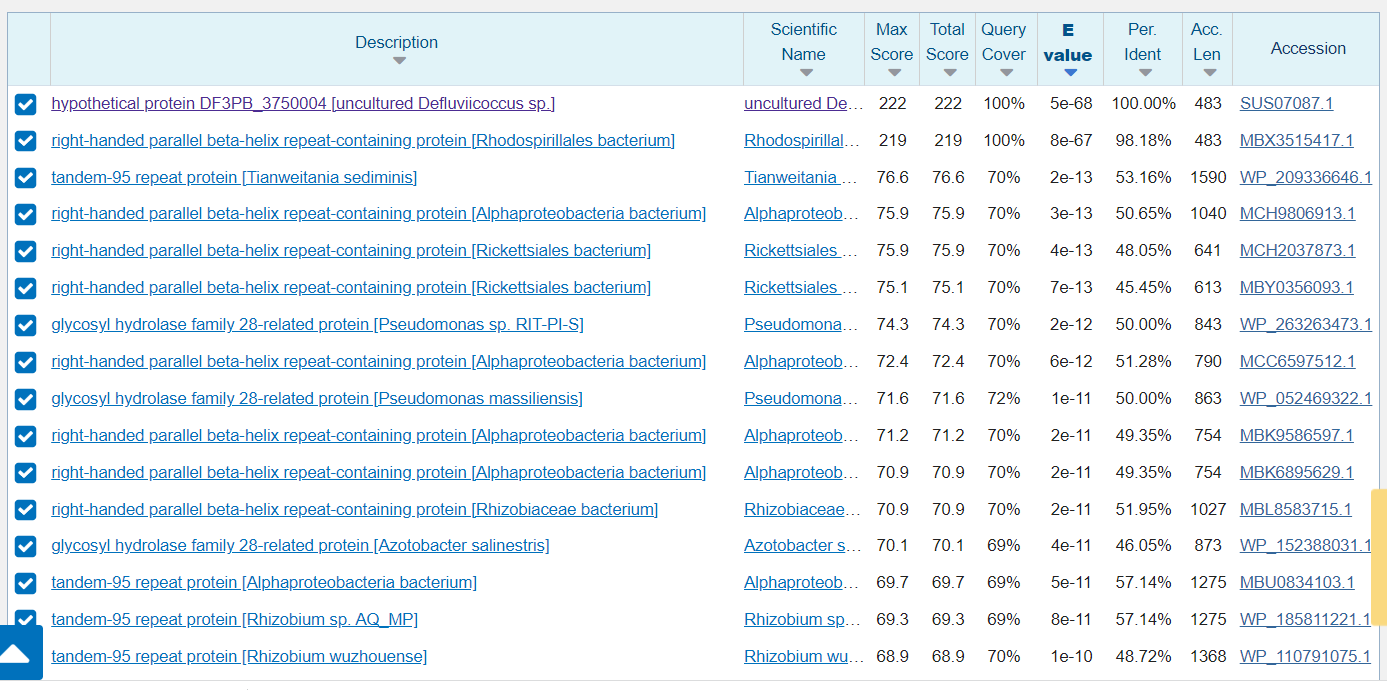 Description Scientific Name Max Score Total Score Query Cover E value Per. Ident Acc. Len Accession
hypothetical protein DF3PB_3750004 [uncultured Defluviicoccus sp.] uncultured De... 222 222 100% 5e-68 100.00% 483 SUS07087.1
right-handed parallel beta-helix repeat-containing protein [Rhodospirillales bacterium] Rhodospirillal... 219 219 100% 8e-67 98.18% 483 MBX3515417.1
tandem-95 repeat protein [Tianweitania sediminis] Tianweitania ... 76.6 76.6 70% 2e-13 53.16% 1590 WP_209336646.1
right-handed parallel beta-helix repeat-containing protein [Alphaproteobacteria bacterium] Alphaproteob... 75.9 75.9 70% 3e-13 50.65% 1040 MCH9806913.1
right-handed parallel beta-helix repeat-containing protein [Rickettsiales bacterium] Rickettsiales ... 75.9 75.9 70% 4e-13 48.05% 641 MCH2037873.1
right-handed parallel beta-helix repeat-containing protein [Rickettsiales bacterium] Rickettsiales ... 75.1 75.1 70% 7e-13 45.45% 613 MBY0356093.1
glycosyl hydrolase family 28-related protein [Pseudomonas sp. RIT-PI-S] Pseudomona... 74.3 74.3 70% 2e-12 50.00% 843 WP_263263473.1
right-handed parallel beta-helix repeat-containing protein [Alphaproteobacteria bacterium] Alphaproteob... 72.4 72.4 70% 6e-12 51.28% 790 MCC6597512.1
glycosyl hydrolase family 28-related protein [Pseudomonas massiliensis] Pseudomona... 71.6 71.6 72% 1e-11 50.00% 863 WP_052469322.1
right-handed parallel beta-helix repeat-containing protein [Alphaproteobacteria bacterium] Alphaproteob... 71.2 71.2 70% 2e-11 49.35% 754 MBK9586597.1
right-handed parallel beta-helix repeat-containing protein [Alphaproteobacteria bacterium] Alphaproteob... 70.9 70.9 70% 2e-11 49.35% 754 MBK6895629.1
right-handed parallel beta-helix repeat-containing protein [Rhizobiaceae bacterium] Rhizobiaceae... 70.9 70.9 70% 2e-11 51.95% 1027 MBL8583715.1
glycosyl hydrolase family 28-related protein [Azotobacter salinestris] Azotobacter s... 70.1 70.1 69% 4e-11 46.05% 873 WP_152388031.1
tandem-95 repeat protein [Alphaproteobacteria bacterium] Alphaproteob... 69.7 69.7 69% 5e-11 57.14% 1275 MBU0834103.1
tandem-95 repeat protein [Rhizobium sp. AQ_MP] Rhizobium sp... 69.3 69.3 69% 8e-11 57.14% 1275 WP_185811221.1
tandem-95 repeat protein [Rhizobium wuzhouense] Rhizobium wu... 68.9 68.9 70% 1e-10 48.72% 1368 WP_110791075.1